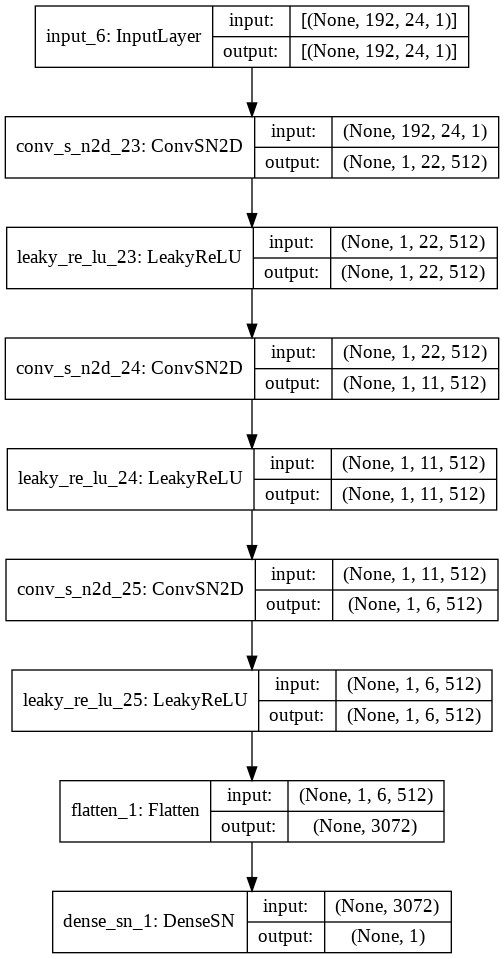 input_6: InputLayer input: [(None, 192, 24, 1)]
output: [(None, 192, 24, 1)]
conv_s_n2d_23: ConvSN2D input: (None, 192, 24, 1)
output: (None, 1, 22, 512)
leaky_re_lu_23: LeakyReLU input: (None, 1, 22, 512)
output: (None, 1, 22, 512)
conv_s_n2d_24: ConvSN2D input: (None, 1, 22, 512)
output: (None, 1, 11, 512)
leaky_re_lu_24: LeakyReLU input: (None, 1, 11, 512)
output: (None, 1, 11, 512)
conv_s_n2d_25: ConvSN2D input: (None, 1, 11, 512)
output: (None, 1, 6, 512)
leaky_re_lu_25: LeakyReLU input: (None, 1, 6, 512)
output: (None, 1, 6, 512)
flatten_1: Flatten input: (None, 1, 6, 512)
output: (None, 3072)
dense_sn_1: DenseSN input: (None, 3072)
output: (None, 1)